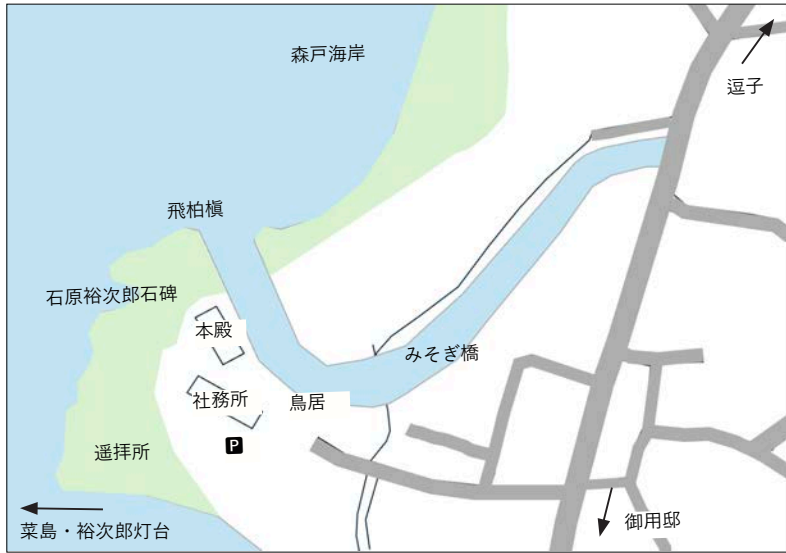 森戸海岸
逗子
飛柏槇
石原裕次郎石碑
本殿
みそぎ橋
社務所
鳥居
P
遥拝所
菜島・裕次郎灯台
御用邸